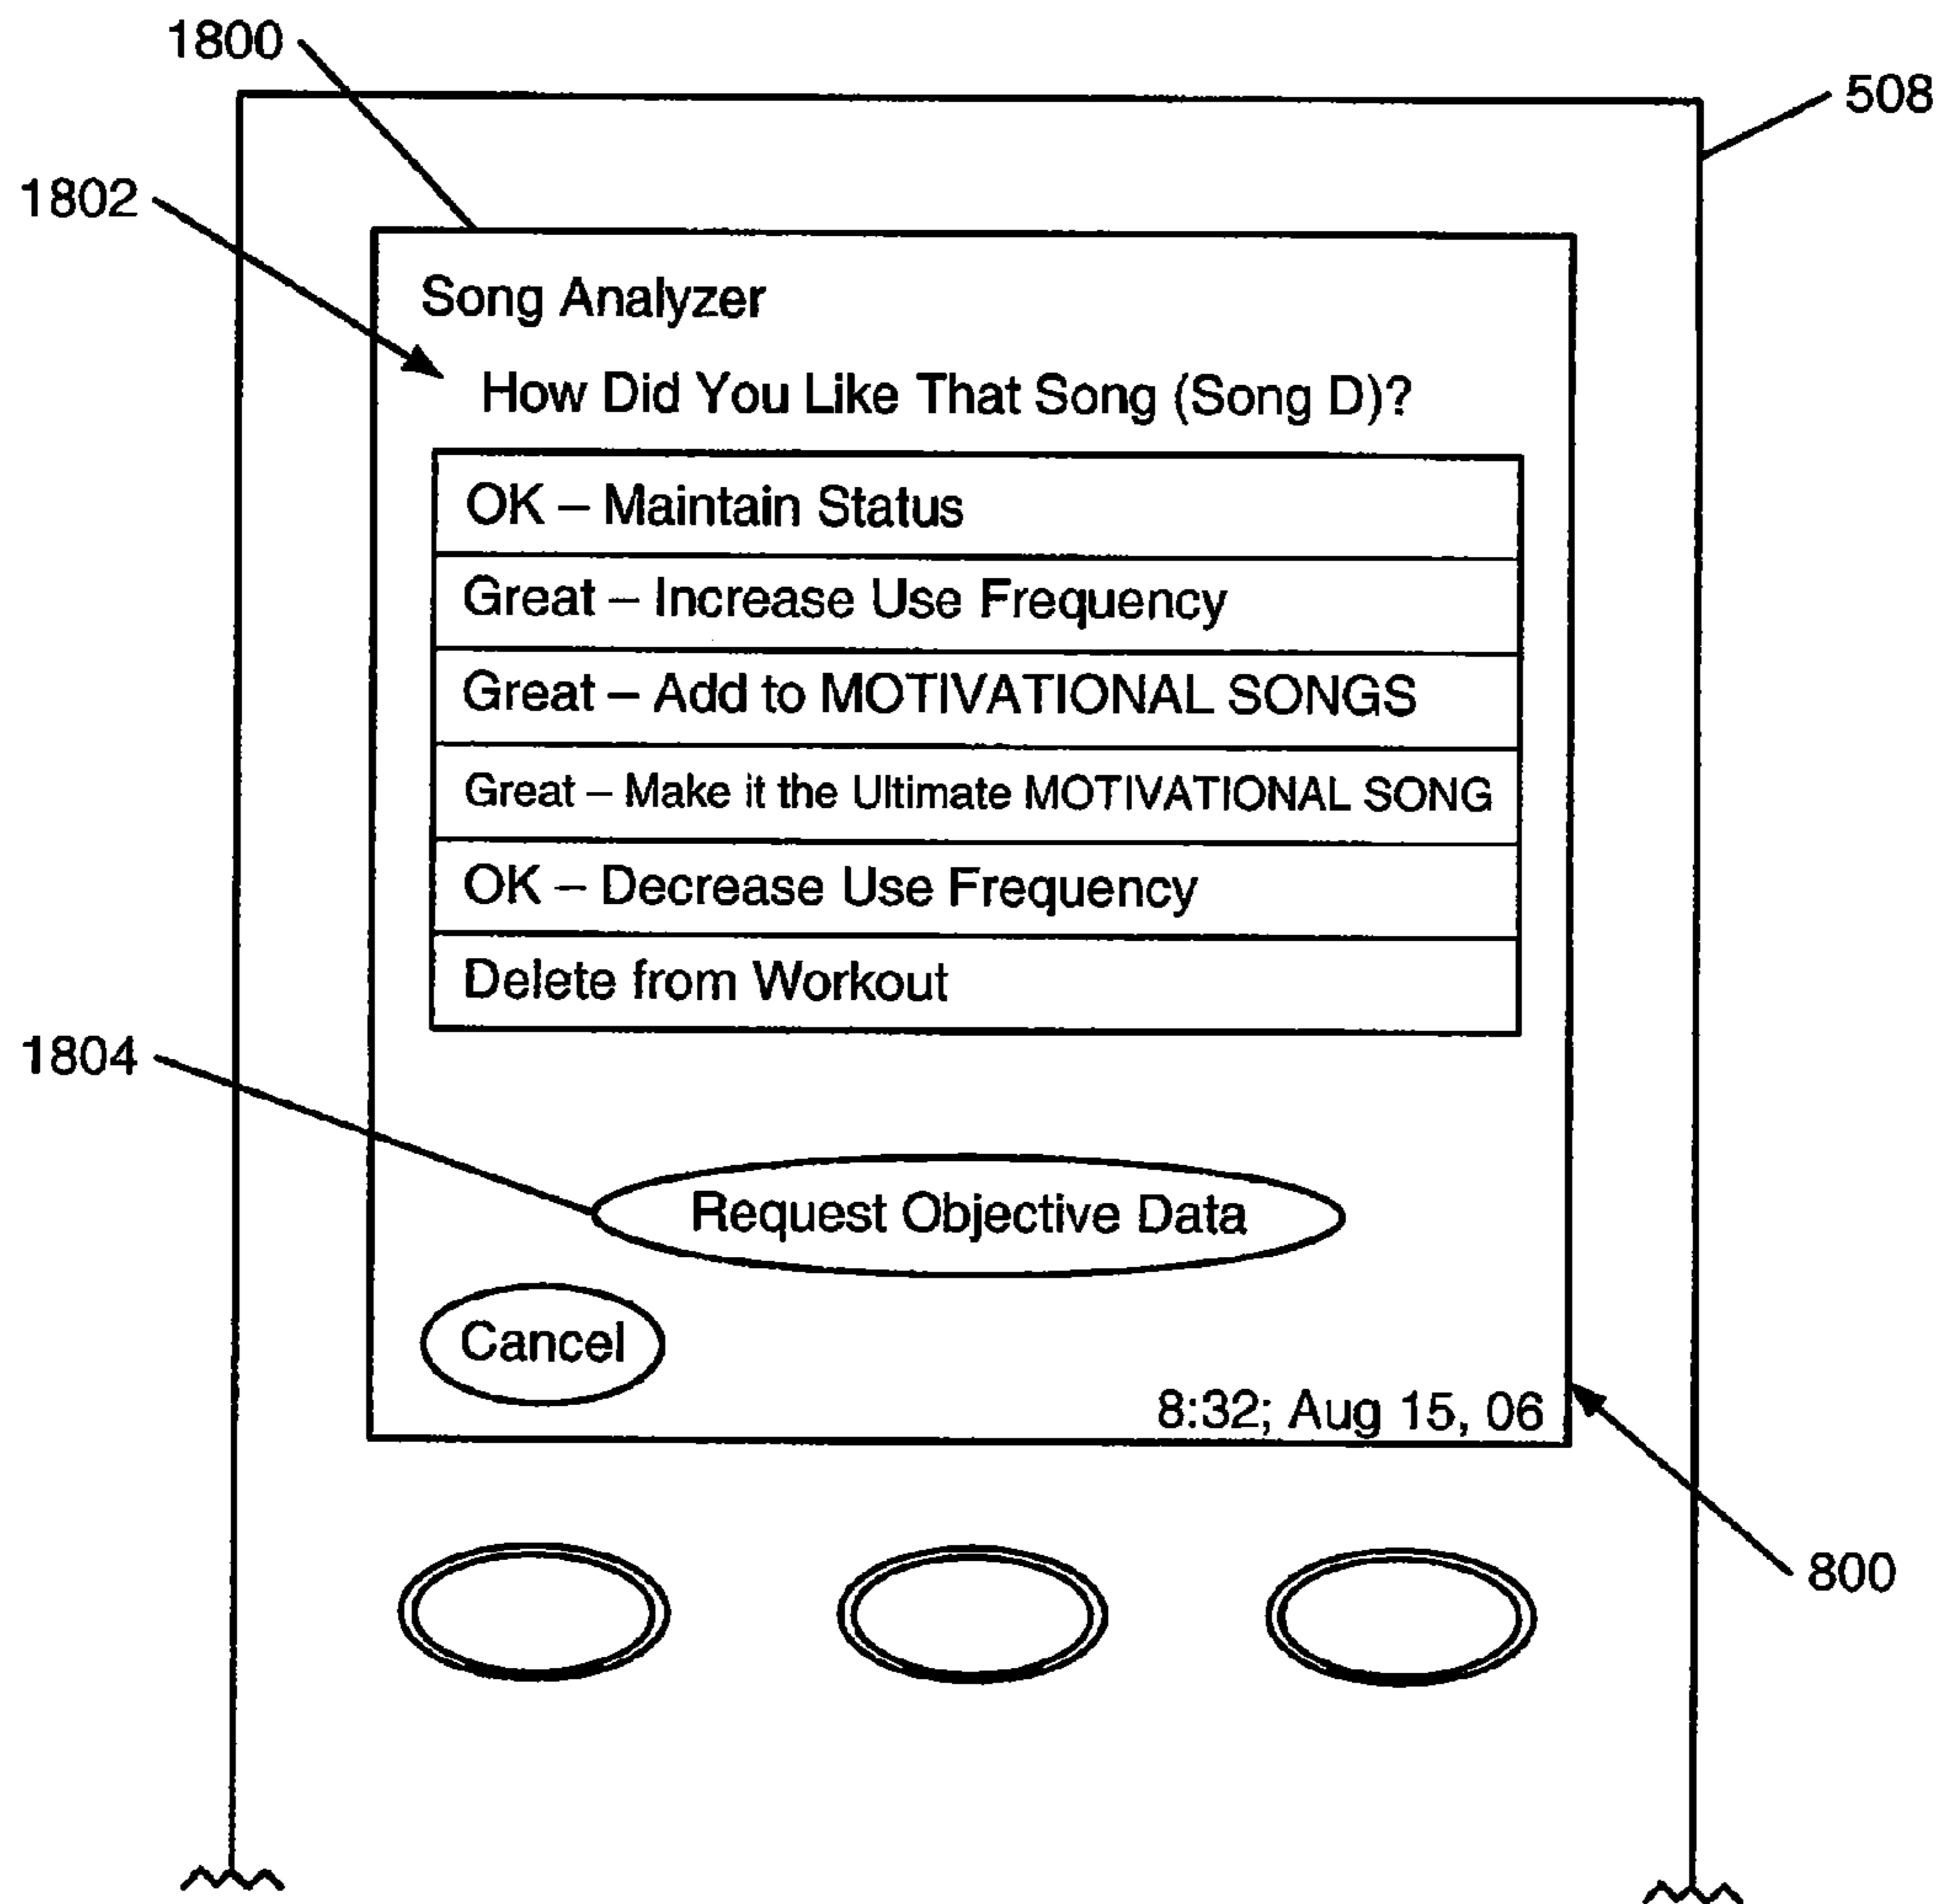 1800
508
1802
Song Analyzer
How Did You Like That Song (Song D)?
OK – Maintain Status
Great – Increase Use Frequency
Great – Add to MOTIVATIONAL SONGS
Great – Make it the Ultimate MOTIVATIONAL SONG
OK – Decrease Use Frequency
Delete from Workout
1804
Request Objective Data
Cancel
8:32; Aug 15, 06
800